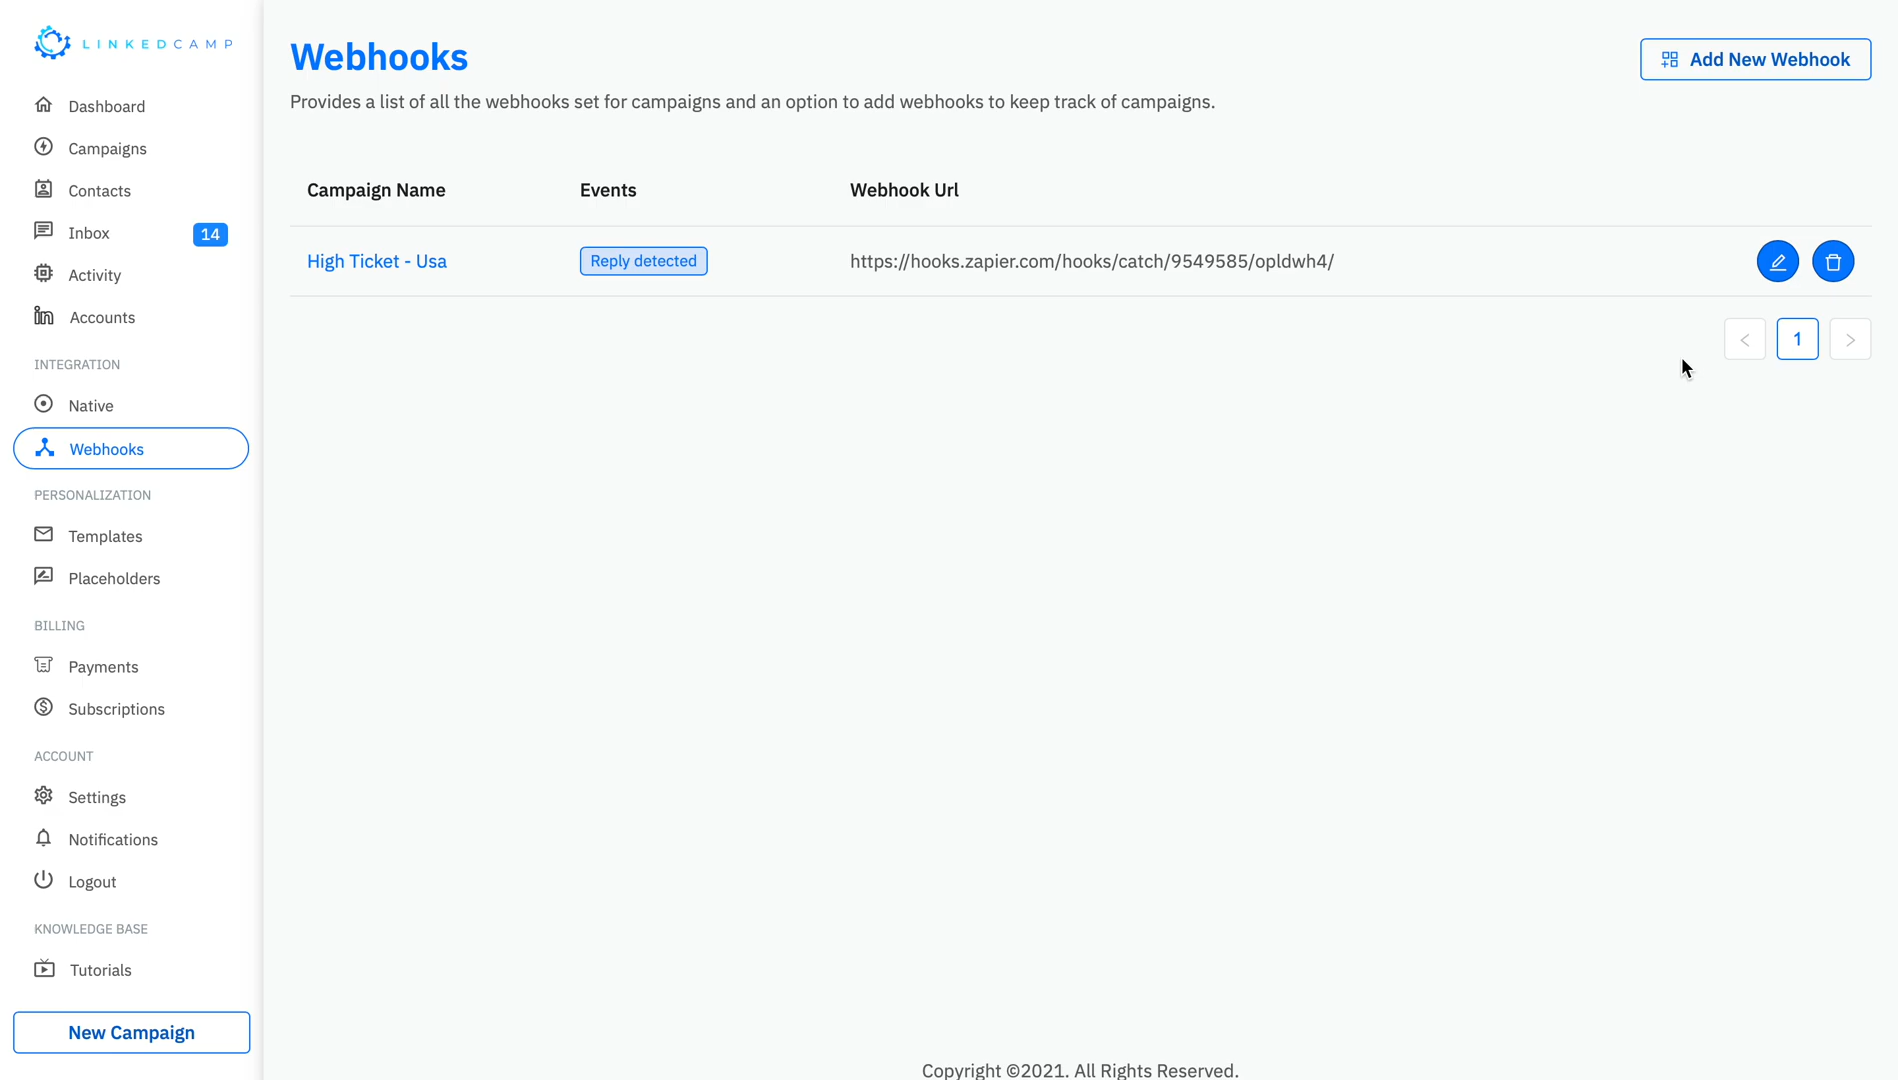 LINKEDCAMP
Dashboard
Campaigns
Contacts
Inbox 14
Activity
Accounts
INTEGRATION
Native
Webhooks
PERSONALIZATION
Templates
Placeholders
BILLING
Payments
Subscriptions
ACCOUNT
Settings
Notifications
Logout
KNOWLEDGE BASE
Tutorials
New Campaign
Webhooks
Add New Webhook
Provides a list of all the webhooks set for campaigns and an option to add webhooks to keep track of campaigns.
Campaign Name Events Webhook Url
High Ticket - Usa Reply detected https://hooks.zapier.com/hooks/catch/9549585/opldwh4/
< 1 >
Copyright ©2021. All Rights Reserved.